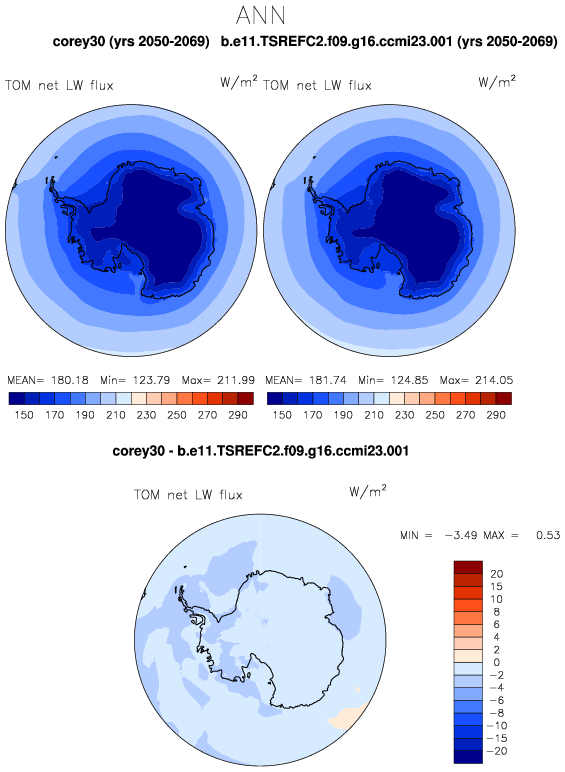 ANN
corey30 (yrs 2050-2069) b.e11.TSREFC2.f09.g16.ccmi23.001 (yrs 2050-2069)
TOM net LW flux W/m² TOM net LW flux W/m²
MEAN= 180.18 Min= 123.79 Max= 211.99 MEAN= 181.74 Min= 124.85 Max= 214.05
150 170 190 210 230 250 270 290 150 170 190 210 230 250 270 290
corey30 - b.e11.TSREFC2.f09.g16.ccmi23.001
TOM net LW flux W/m²
MIN = -3.49 MAX = 0.53
20
15
10
8
6
4
2
0
-2
-4
-6
-8
-10
-15
-20